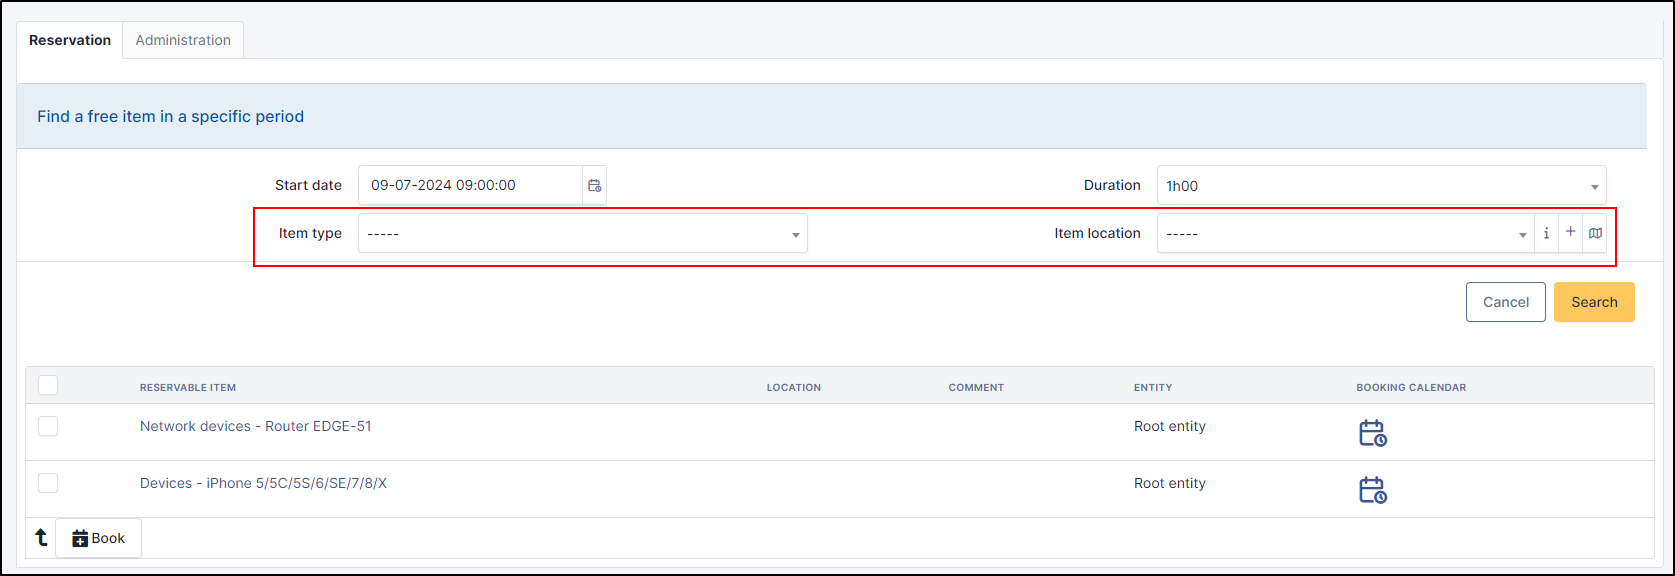 Reservation Administration
Find a free item in a specific period
Start date 09-07-2024 09:00:00 Duration 1h00
Item type ----- Item location ----- i +
Cancel Search
RESERVABLE ITEM LOCATION COMMENT ENTITY BOOKING CALENDAR
Network devices - Router EDGE-51 Root entity
Devices - iPhone 5/5C/5S/6/SE/7/8/X Root entity
Book